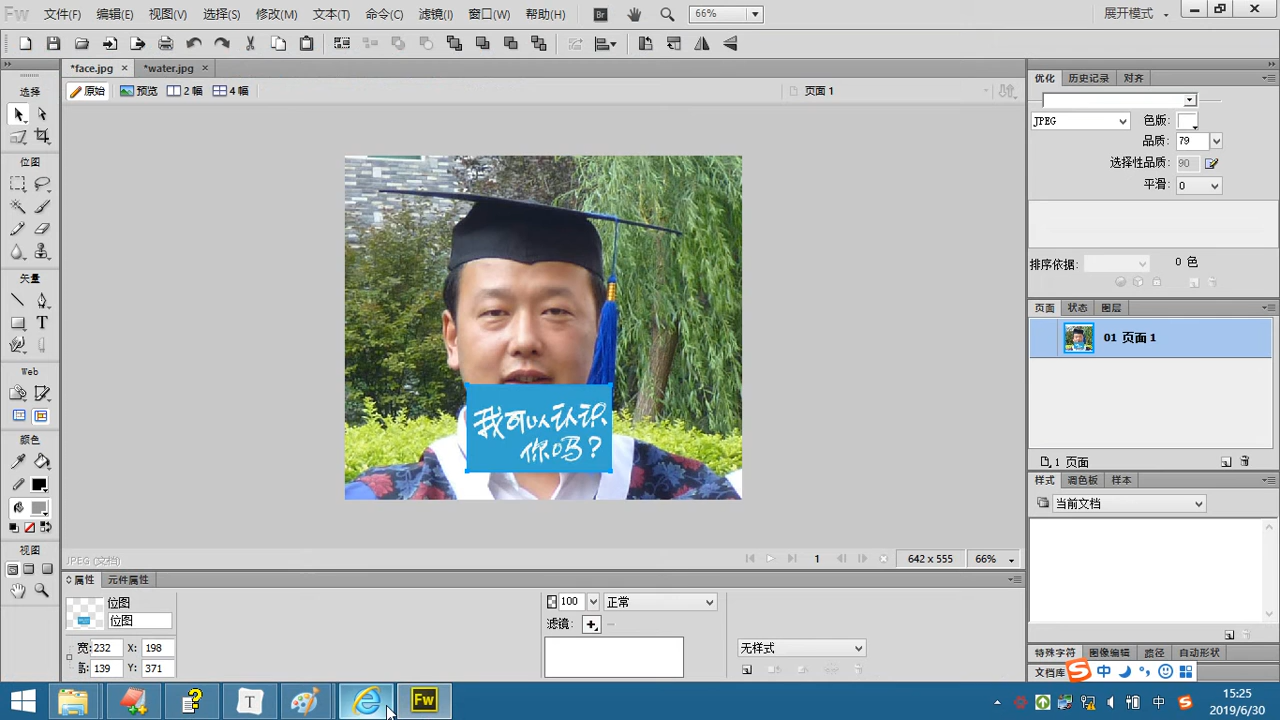 Fw 文件(F) 编辑(E) 视图(V) 选择(S) 修改(M) 文本(T) 命令(C) 滤镜(I) 窗口(W) 帮助(H) Br 66% 展开模式
*face.jpg *water.jpg
原始 预览 2 幅 4 幅 页面 1
选择
位图
矢量
Web
颜色
视图
我可以认识
你吗?
优化 历史记录 对齐
JPEG 色版:
品质: 79
选择性品质: 90
平滑: 0
排序依据: 0 色
页面 状态 图层
01 页面 1
1 页面
样式 调色板 样本
当前文档
JPEG (文档) 1 642 x 555 66%
属性 元件属性
位图
位图
宽: 232 X: 198
高: 139 Y: 371
100 正常
滤镜:
无样式
特殊字符 图像编辑 路径 自动形状
文档库
S 中
T Fw 中 S
15:25
2019/6/30